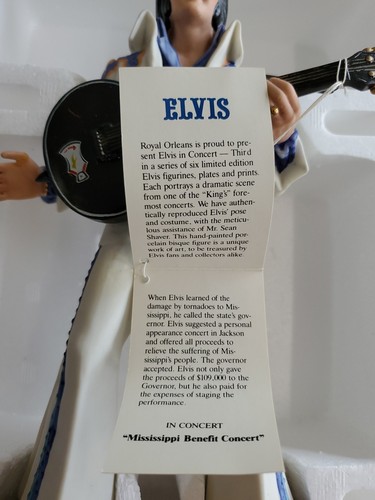 ELVIS
Royal Orleans is proud to pre-
sent Elvis in Concert — Third
in a series of six limited edition
Elvis figurines, plates and prints.
Each portrays a dramatic scene
from one of the "King's" fore-
most concerts. We have authen-
tically reproduced Elvis' pose
and costume, with the meticu-
lous assistance of Mr. Sean
Shaver. This hand-painted por-
celain bisque figure is a unique
work of art, to be treasured by
Elvis fans and collectors alike.
When Elvis learned of the
damage by tornadoes to Mis-
sissippi, he called the state's gov-
ernor. Elvis suggested a personal
appearance concert in Jackson
and offered all proceeds to
relieve the suffering of Mis-
sissippi's people. The governor
accepted. Elvis not only gave
the proceeds of $109,000 to the
Governor, but he also paid for
the expenses of staging the
performance.
IN CONCERT
"Mississippi Benefit Concert"